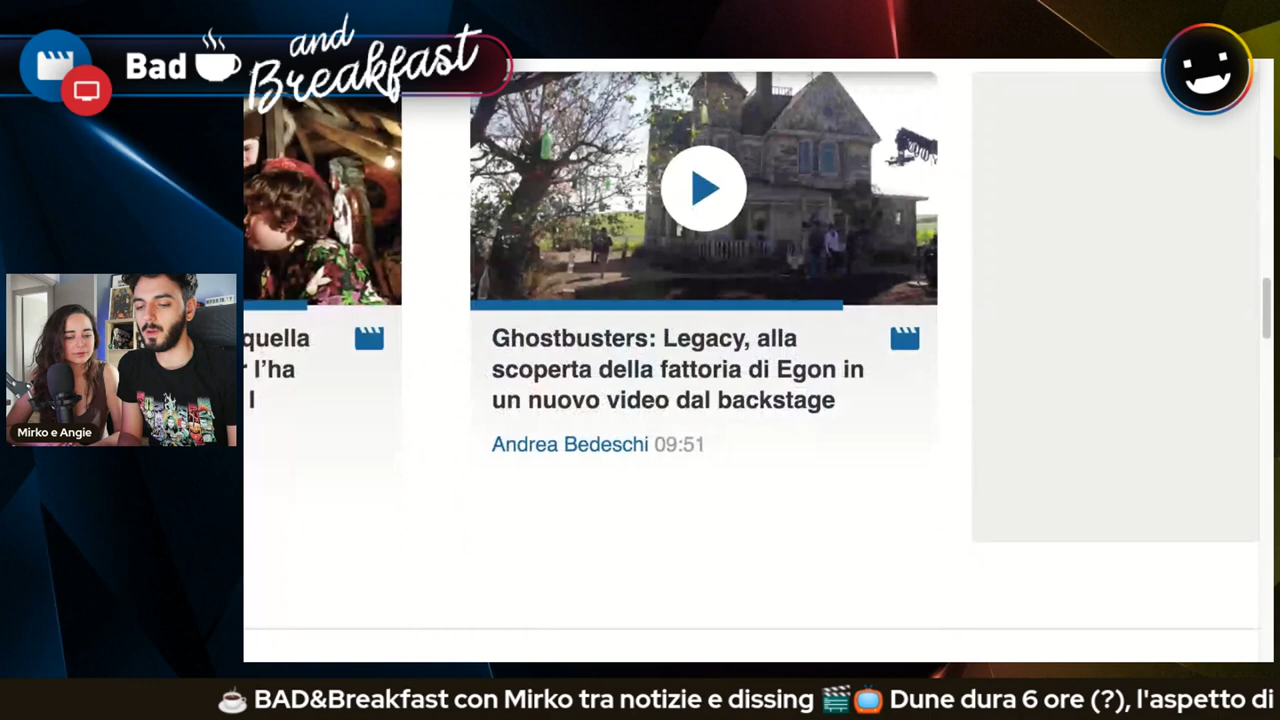 Bad and Breakfast
quella
l’ha
l
Ghostbusters: Legacy, alla
scoperta della fattoria di Egon in
un nuovo video dal backstage
Andrea Bedeschi 09:51
Mirko e Angie
☕ BAD&Breakfast con Mirko tra notizie e dissing 🎬📺 Dune dura 6 ore (?), l'aspetto di